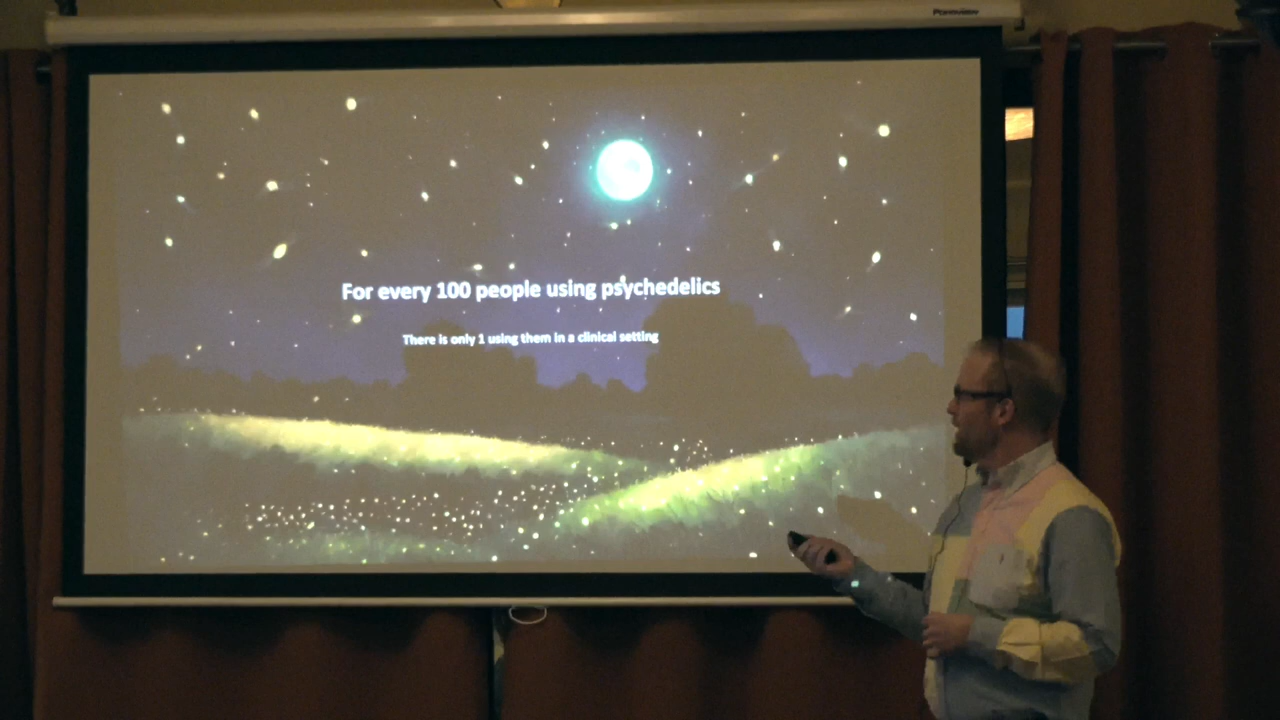 For every 100 people using psychedelics
There is only 1 using them in a clinical setting